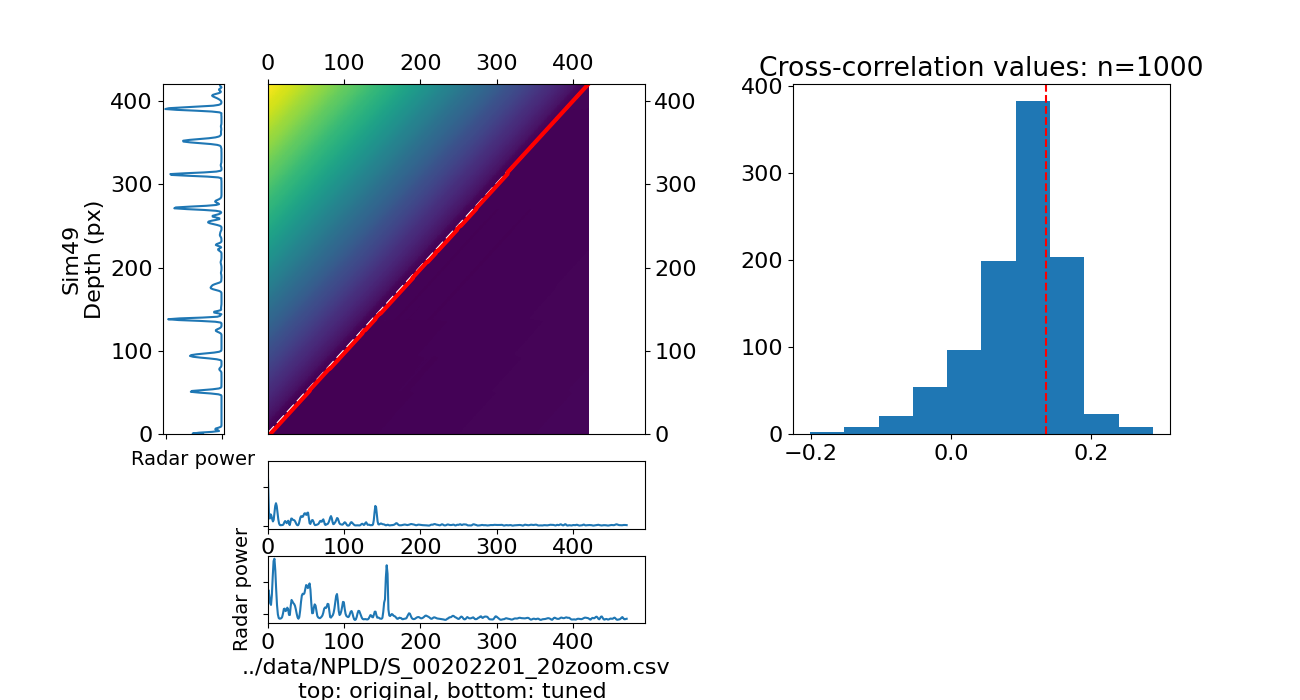 0 100 200 300 400
Cross-correlation values: n=1000
400 400 400
300 300 300
Sim49
Depth (px)
200 200 200
100 100 100
0 0 0
Radar power
−0.2 0.0 0.2
0 100 200 300 400
Radar power
0 100 200 300 400
../data/NPLD/S_00202201_20zoom.csv
top: original, bottom: tuned